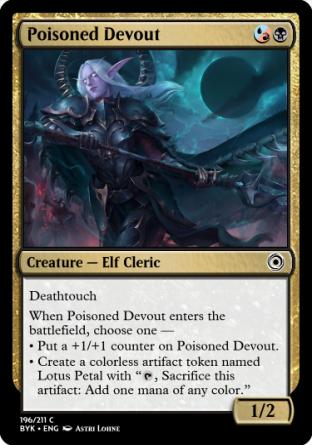 Poisoned Devout
Creature — Elf Cleric
Deathtouch
When Poisoned Devout enters the
battlefield, choose one —
• Put a +1/+1 counter on Poisoned Devout.
• Create a colorless artifact token named
Lotus Petal with “, Sacrifice this
artifact: Add one mana of any color.”
1/2
196/211 C
BYK • ENG Astri Lohne